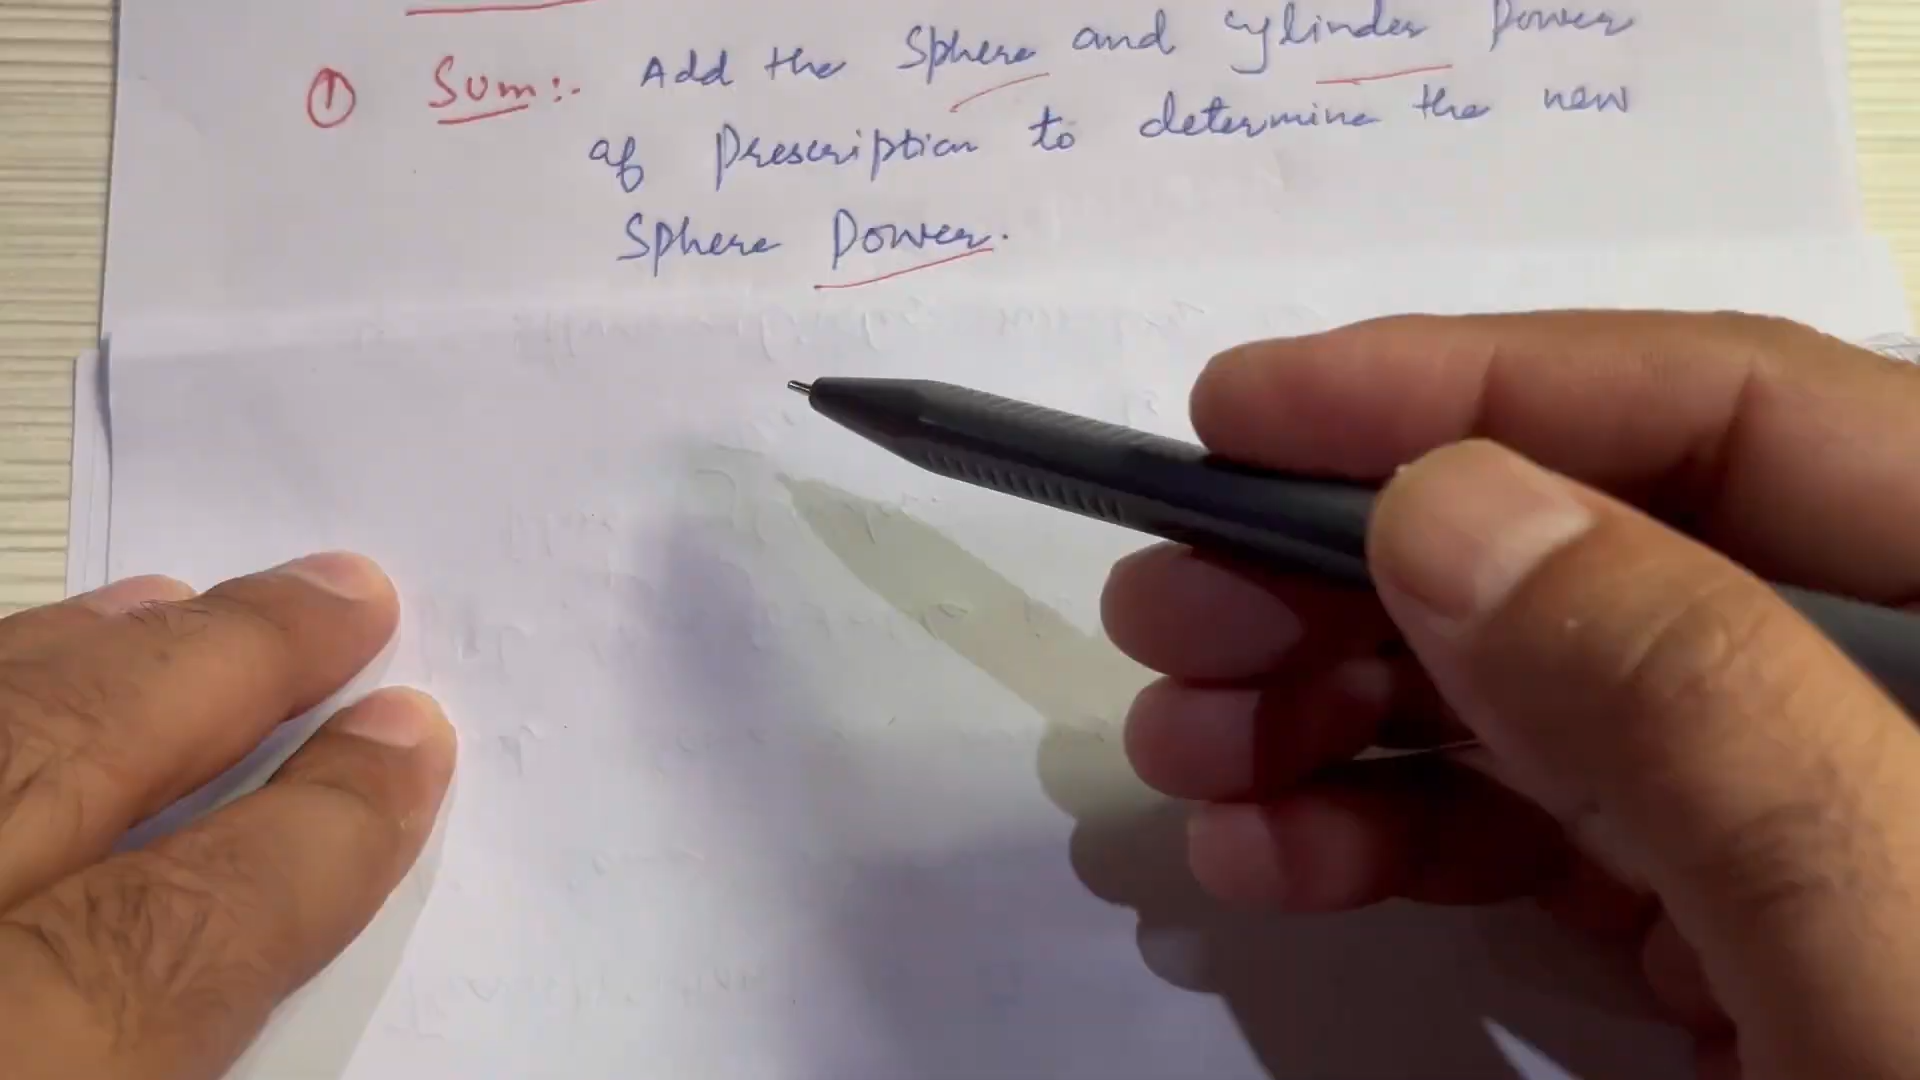 ① Sum:- Add the Sphere and Cylinder Power
of Prescription to determine the new
Sphere Power.